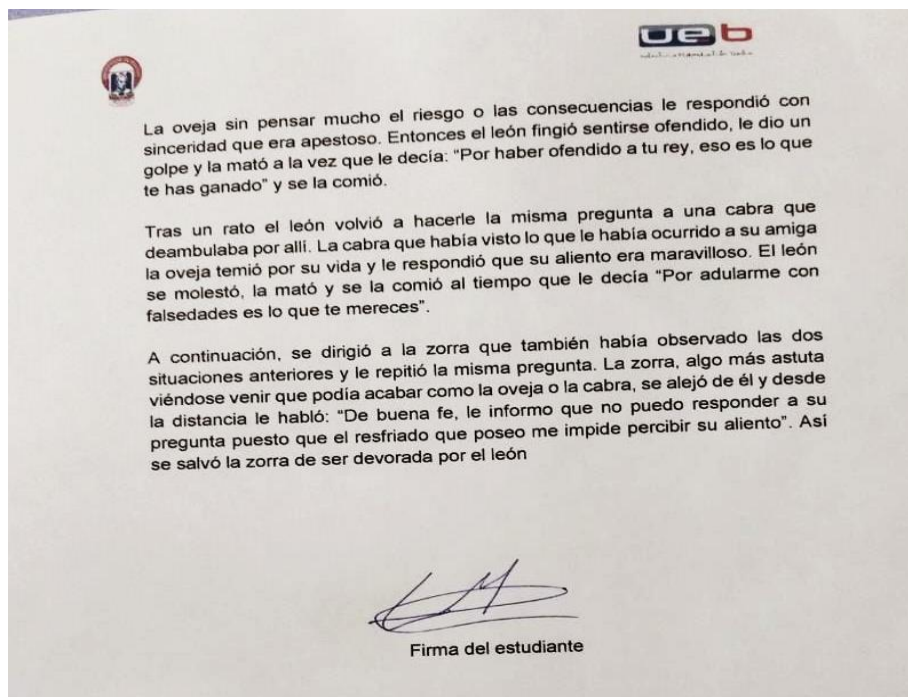 ueb
La oveja sin pensar mucho el riesgo o las consecuencias le respondió con
sinceridad que era apestoso. Entonces el león fingió sentirse ofendido, le dio un
golpe y la mató a la vez que le decía: “Por haber ofendido a tu rey, eso es lo que
te has ganado” y se la comió.
Tras un rato el león volvió a hacerle la misma pregunta a una cabra que
deambulaba por allí. La cabra que había visto lo que le había ocurrido a su amiga
la oveja temió por su vida y le respondió que su aliento era maravilloso. El león
se molestó, la mató y se la comió al tiempo que le decía “Por adularme con
falsedades es lo que te mereces”.
A continuación, se dirigió a la zorra que también había observado las dos
situaciones anteriores y le repitió la misma pregunta. La zorra, algo más astuta
viéndose venir que podía acabar como la oveja o la cabra, se alejó de él y desde
la distancia le habló: “De buena fe, le informo que no puedo responder a su
pregunta puesto que el resfriado que poseo me impide percibir su aliento”. Así
se salvó la zorra de ser devorada por el león
Firma del estudiante